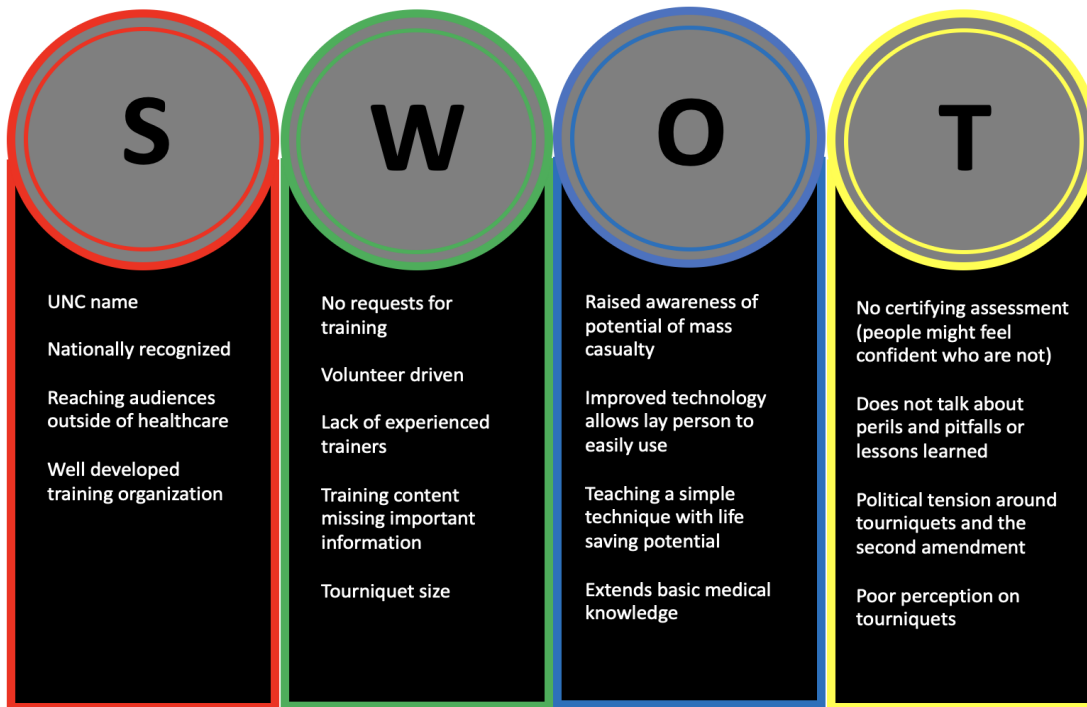 S
UNC name
Nationally recognized
Reaching audiences
outside of healthcare
Well developed
training organization
W
No requests for
training
Volunteer driven
Lack of experienced
trainers
Training content
missing important
information
Tourniquet size
O
Raised awareness of
potential of mass
casualty
Improved technology
allows lay person to
easily use
Teaching a simple
technique with life
saving potential
Extends basic medical
knowledge
T
No certifying assessment
(people might feel
confident who are not)
Does not talk about
perils and pitfalls or
lessons learned
Political tension around
tourniquets and the
second amendment
Poor perception on
tourniquets